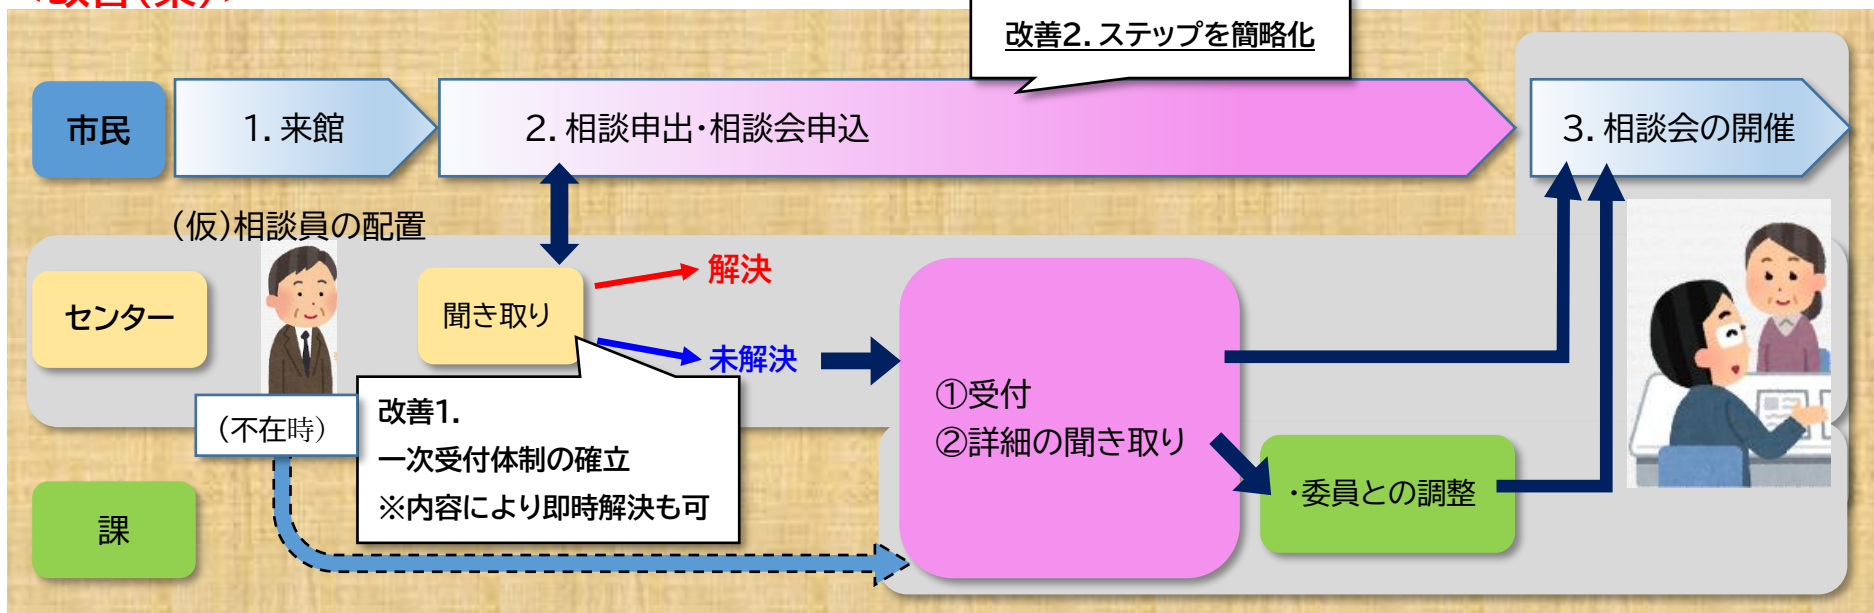 <改善(案)>
改善2.ステップを簡略化
市民
1.来館
2.相談申出・相談会申込
3.相談会の開催
(仮)相談員の配置
センター
聞き取り
解決
未解決
(不在時)
改善1.
一次受付体制の確立
※内容により即時解決も可
①受付
②詳細の聞き取り
・委員との調整
課